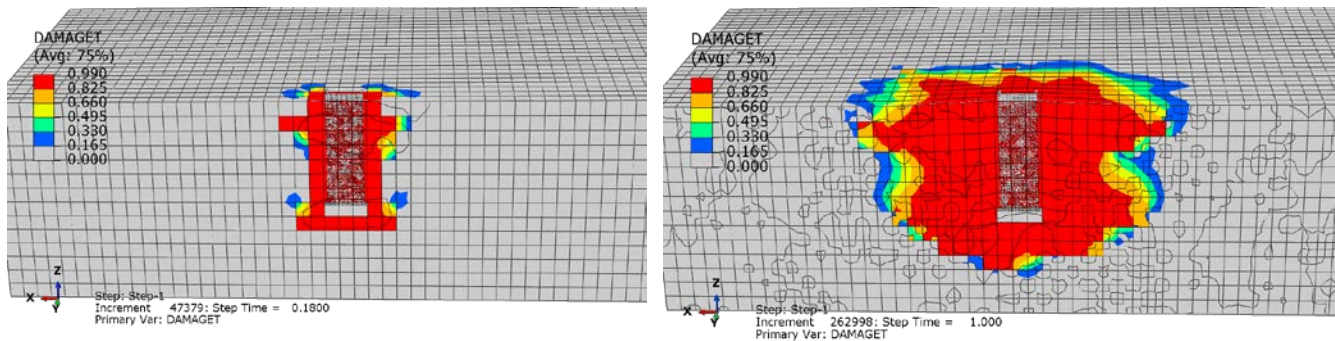 DAMAGET
(Avg: 75%)
0.990
0.825
0.660
0.495
0.330
0.165
0.000
Z
X
Y
Step: Step-1
Increment 47379: Step Time = 0.1800
Primary Var: DAMAGET
DAMAGET
(Avg: 75%)
0.990
0.825
0.660
0.495
0.330
0.165
0.000
Z
X
Y
Step: Step-1
Increment 262998: Step Time = 1.000
Primary Var: DAMAGET